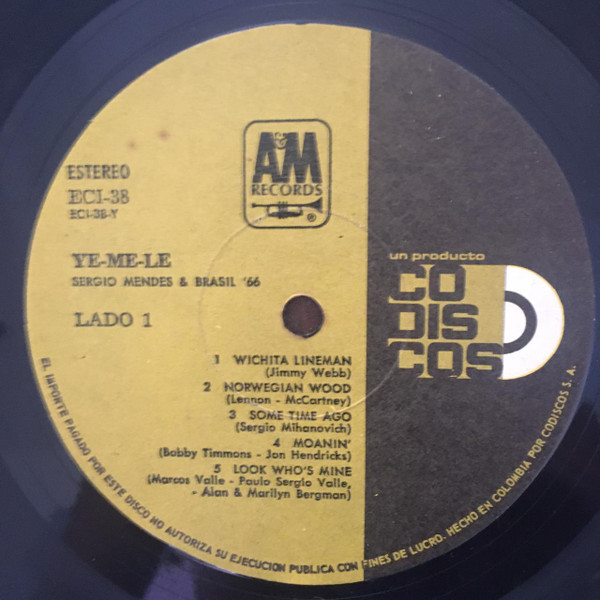 A&M
RECORDS
®
ESTEREO
ECI-38
ECI-38-Y
YE-ME-LE
SERGIO MENDES & BRASIL '66
LADO 1
un producto
CO
DIS
COS
1 WICHITA LINEMAN
(Jimmy Webb)
2 NORWEGIAN WOOD
(Lennon - McCartney)
3 SOME TIME AGO
(Sergio Mihanovich)
4 MOANIN'
(Bobby Timmons - Jon Hendricks)
5 LOOK WHO'S MINE
(Marcos Valle - Paulo Sergio Valle,
- Alan & Marilyn Bergman)
EL IMPORTE PAGADO POR ESTE DISCO NO AUTORIZA SU EJECUCION PUBLICA CON FINES DE LUCRO. HECHO EN COLOMBIA POR CODISCOS S. A.